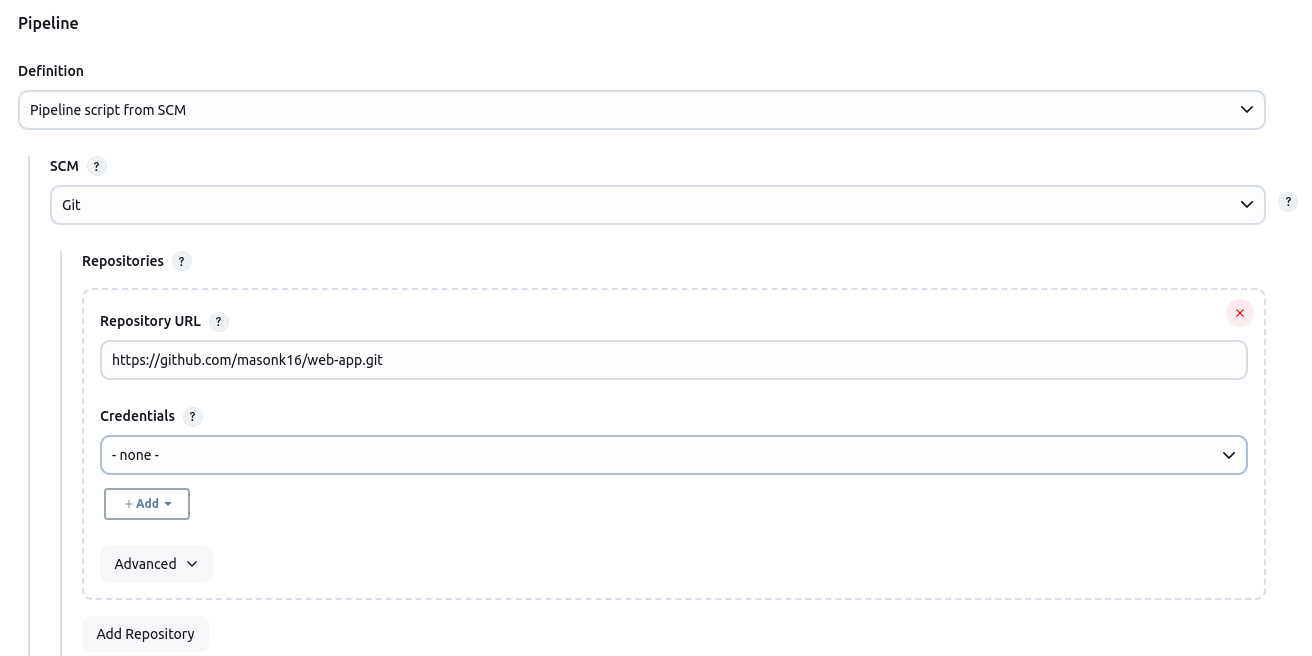 Pipeline
Definition
Pipeline script from SCM
SCM ?
Git
?
Repositories ?
Repository URL ?
https://github.com/masonk16/web-app.git
Credentials ?
- none -
+ Add
Advanced
Add Repository